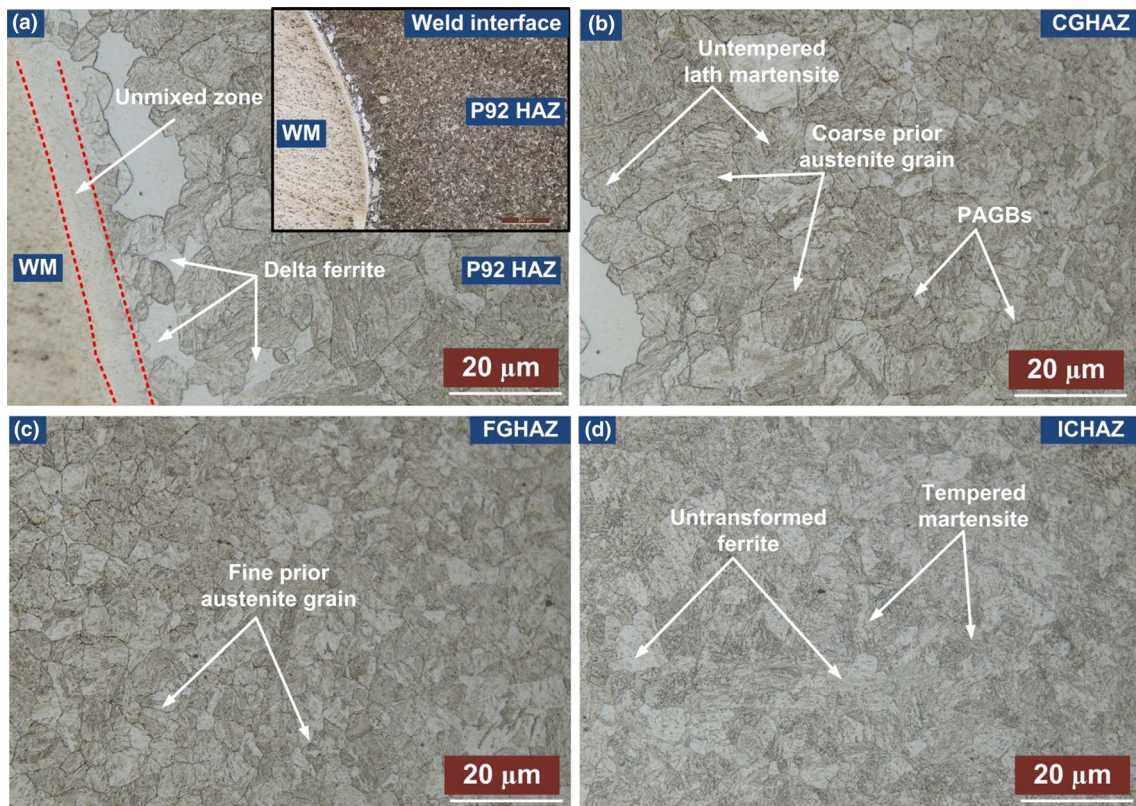 (a)
Weld interface
Unmixed zone
P92 HAZ
WM
WM
Delta ferrite
P92 HAZ
20 μm
(b)
CGHAZ
Untempered
lath martensite
Coarse prior
austenite grain
PAGBs
20 μm
(c)
FGHAZ
Fine prior
austenite grain
20 μm
(d)
ICHAZ
Tempered
martensite
Untransformed
ferrite
20 μm